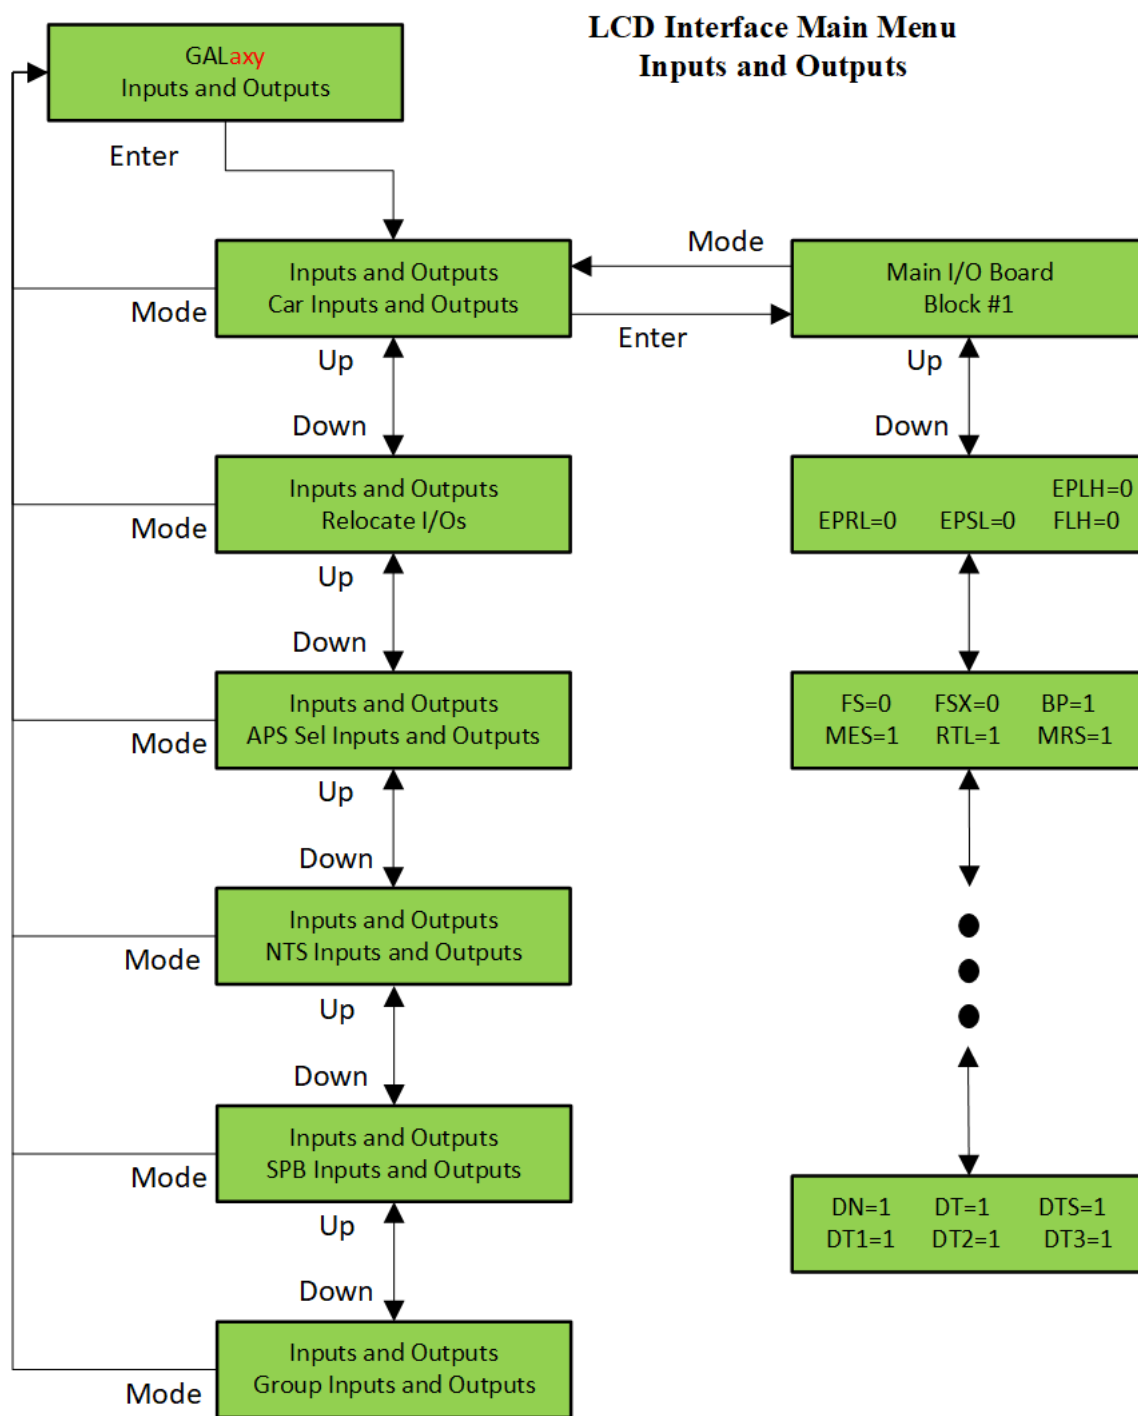 LCD Interface Main Menu
Inputs and Outputs
GALaxy
Inputs and Outputs
Enter
Inputs and Outputs
Car Inputs and Outputs
Mode
Mode
Enter
Main I/O Board
Block #1
Up
Down
Up
Down
Inputs and Outputs
Relocate I/Os
Mode
EPLH=0
EPRL=0 EPSL=0 FLH=0
Up
Down
Inputs and Outputs
APS Sel Inputs and Outputs
Mode
FS=0 FSX=0 BP=1
MES=1 RTL=1 MRS=1
Up
Down
Inputs and Outputs
NTS Inputs and Outputs
Mode
Up
Down
Inputs and Outputs
SPB Inputs and Outputs
Mode
DN=1 DT=1 DTS=1
DT1=1 DT2=1 DT3=1
Up
Down
Inputs and Outputs
Group Inputs and Outputs
Mode